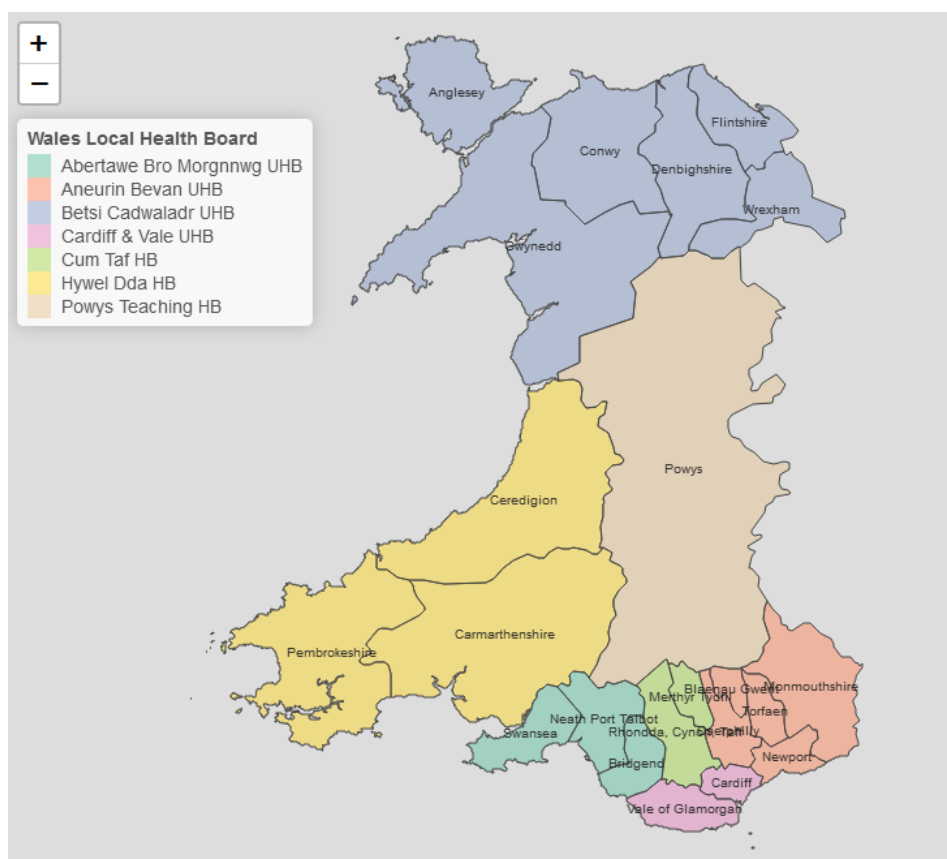 +
−
Wales Local Health Board
Abertawe Bro Morgnnwg UHB
Aneurin Bevan UHB
Betsi Cadwaladr UHB
Cardiff & Vale UHB
Cum Taf HB
Hywel Dda HB
Powys Teaching HB
Anglesey
Flintshire
Conwy
Denbighshire
Wrexham
Gwynedd
Powys
Ceredigion
Carmarthenshire
Pembrokeshire
Monmouthshire
Blaenau Gwent
Merthyr Tydfil
Torfaen
Neath Port Talbot
Swansea
Rhonoda, Cynon, Taff
Caerphilly
Newport
Bridgend
Cardiff
Vale of Glamorgan